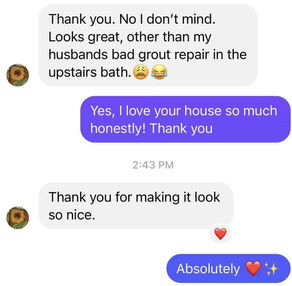 Thank you. No I don’t mind.
Looks great, other than my
husbands bad grout repair in the
upstairs bath.😩😂
Yes, I love your house so much
honestly! Thank you
2:43 PM
Thank you for making it look
so nice.
❤️
Absolutely ❤️✨